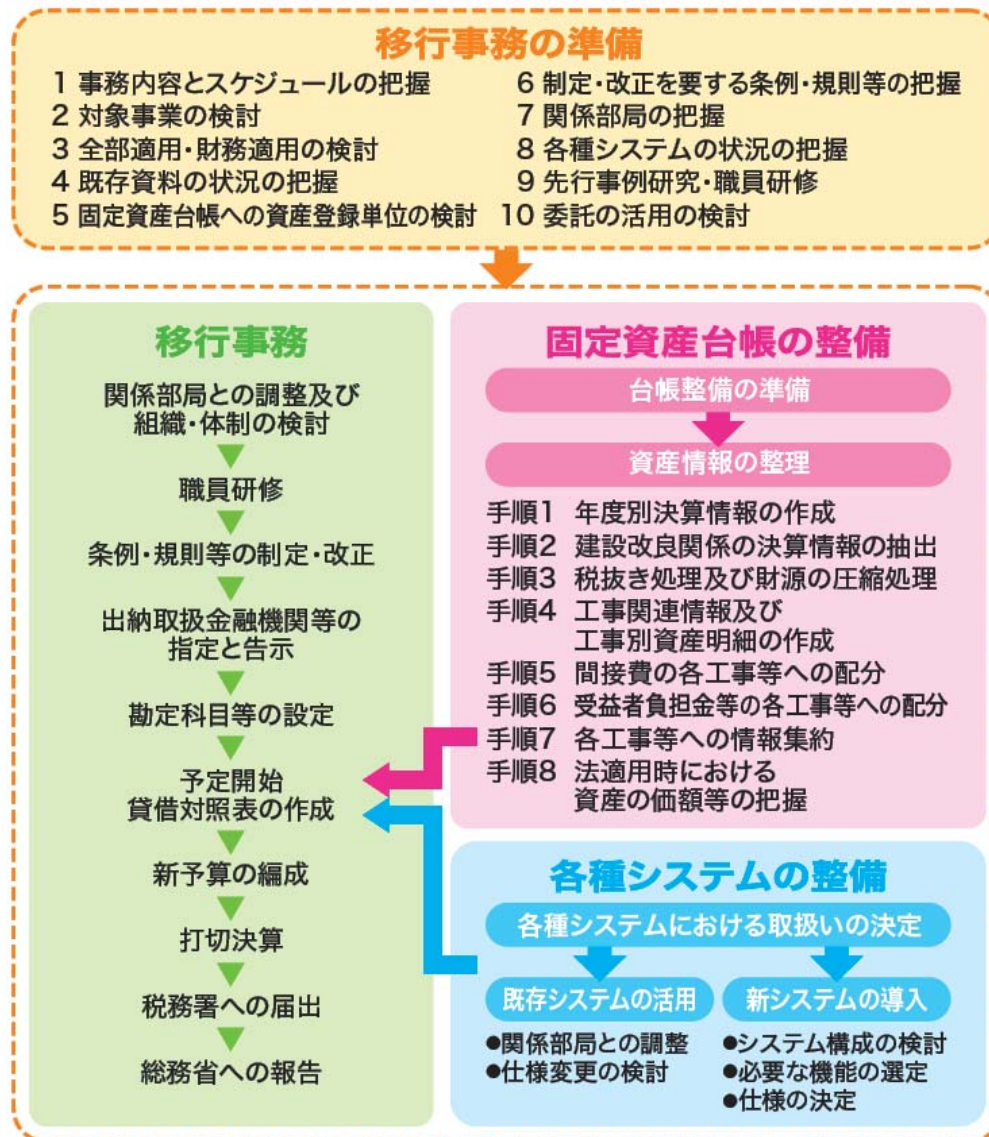 移行事務の準備
1 事務内容とスケジュールの把握
2 対象事業の検討
3 全部適用・財務適用の検討
4 既存資料の状況の把握
5 固定資産台帳への資産登録単位の検討
6 制定・改正を要する条例・規則等の把握
7 関係部局の把握
8 各種システムの状況の把握
9 先行事例研究・職員研修
10 委託の活用の検討
移行事務
関係部局との調整及び
組織・体制の検討
職員研修
条例・規則等の制定・改正
出納取扱金融機関等の
指定と告示
勘定科目等の設定
予定開始
貸借対照表の作成
新予算の編成
打切決算
税務署への届出
総務省への報告
固定資産台帳の整備
台帳整備の準備
資産情報の整理
手順1 年度別決算情報の作成
手順2 建設改良関係の決算情報の抽出
手順3 税抜き処理及び財源の圧縮処理
手順4 工事関連情報及び
工事別資産明細の作成
手順5 間接費の各工事等への配分
手順6 受益者負担金等の各工事等への配分
手順7 各工事等への情報集約
手順8 法適用時における
資産の価額等の把握
各種システムの整備
各種システムにおける取扱いの決定
既存システムの活用
●関係部局との調整
●仕様変更の検討
新システムの導入
●システム構成の検討
●必要な機能の選定
●仕様の決定